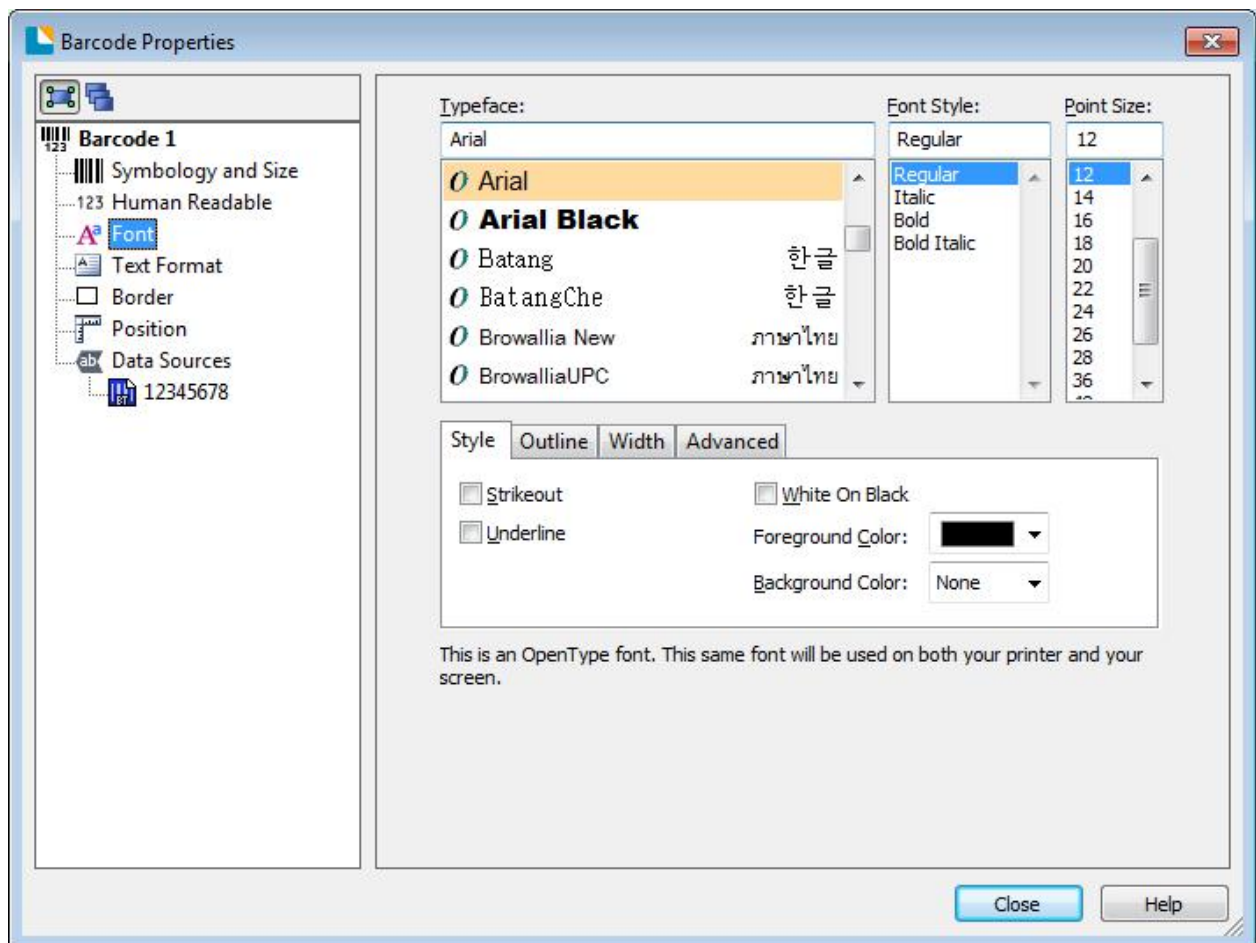 Barcode Properties
Barcode 1
123
Symbology and Size
123 Human Readable
Aa Font
A Text Format
Border
Position
ab Data Sources
BT 12345678
Typeface:
Arial
O Arial
O Arial Black
O Batang 한글
O BatangChe 한글
O Browallia New ภาษาไทย
O BrowalliaUPC ภาษาไทย
Font Style:
Regular
Regular
Italic
Bold
Bold Italic
Point Size:
12
12
14
16
18
20
22
24
26
28
36
Style Outline Width Advanced
Strikeout White On Black
Underline Foreground Color:
Background Color: None
This is an OpenType font. This same font will be used on both your printer and your
screen.
Close Help